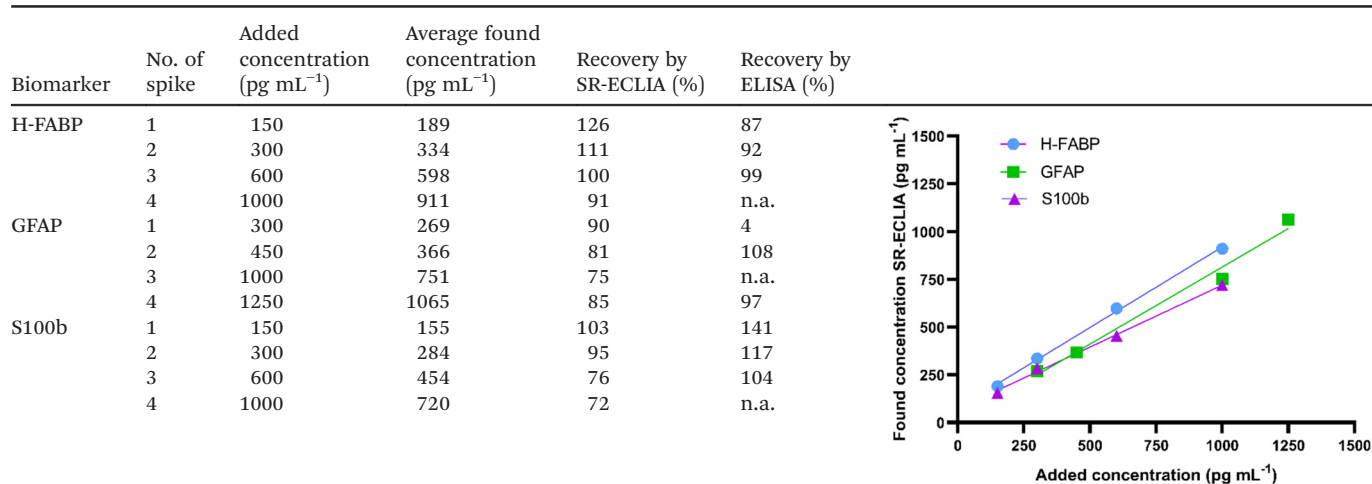 Biomarker No. of spike Added concentration (pg mL⁻¹) Average found concentration (pg mL⁻¹) Recovery by SR-ECLIA (%) Recovery by ELISA (%)
H-FABP 1 150 189 126 87
2 300 334 111 92
3 600 598 100 99
4 1000 911 91 n.a.
GFAP 1 300 269 90 4
2 450 366 81 108
3 1000 751 75 n.a.
4 1250 1065 85 97
S100b 1 150 155 103 141
2 300 284 95 117
3 600 454 76 104
4 1000 720 72 n.a.
Found concentration SR-ECLIA (pg mL⁻¹)
1500
1250
1000
750
500
250
0
H-FABP
GFAP
S100b
0 250 500 750 1000 1250 1500
Added concentration (pg mL⁻¹)